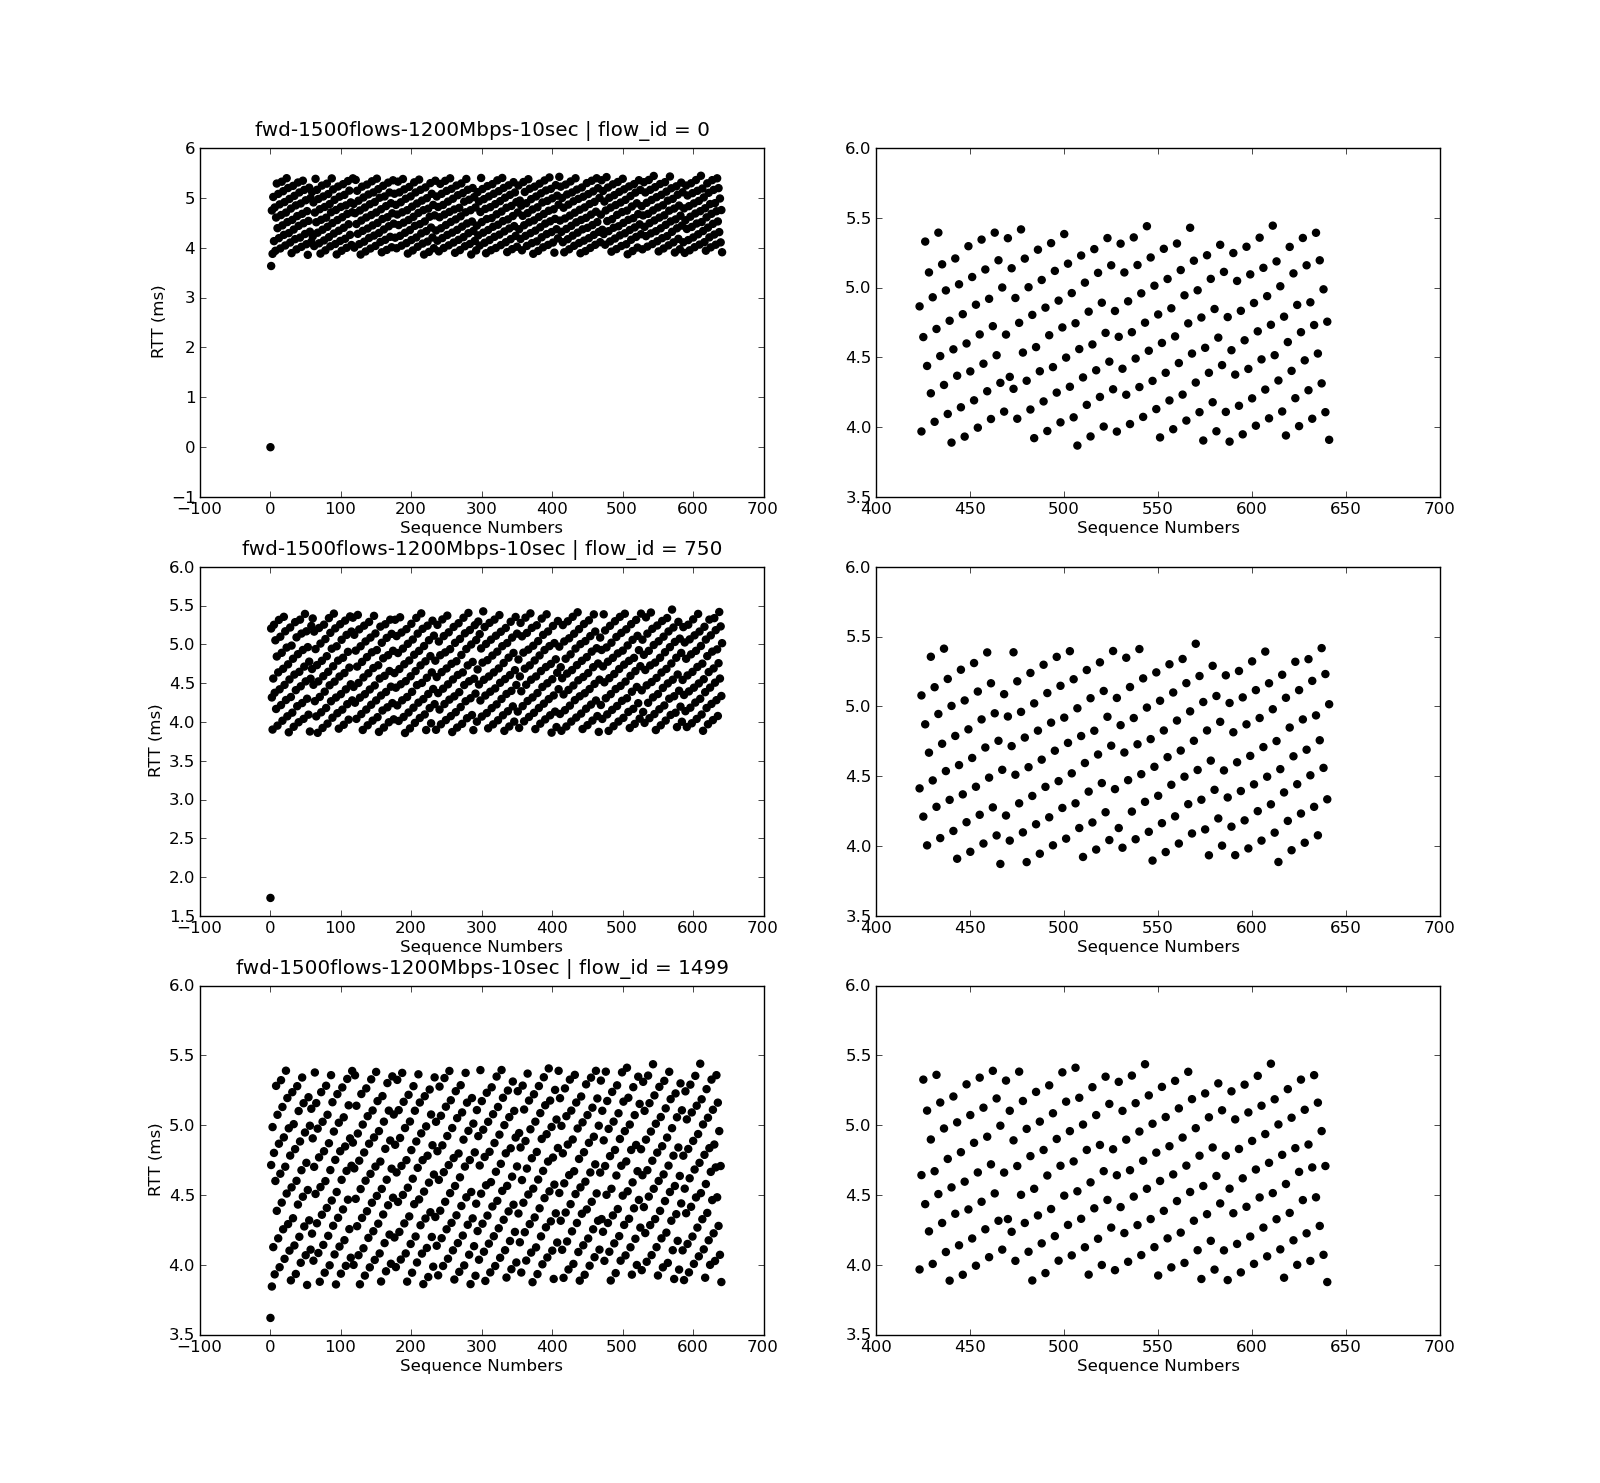 fwd-1500flows-1200Mbps-10sec | flow_id = 0
6 5 4 3 2 1 0 −1
RTT (ms)
−100 0 100 200 300 400 500 600 700
Sequence Numbers
6.0 5.5 5.0 4.5 4.0 3.5
400 450 500 550 600 650 700
Sequence Numbers
fwd-1500flows-1200Mbps-10sec | flow_id = 750
6.0 5.5 5.0 4.5 4.0 3.5 3.0 2.5 2.0 1.5
RTT (ms)
−100 0 100 200 300 400 500 600 700
Sequence Numbers
6.0 5.5 5.0 4.5 4.0 3.5
400 450 500 550 600 650 700
Sequence Numbers
fwd-1500flows-1200Mbps-10sec | flow_id = 1499
6.0 5.5 5.0 4.5 4.0 3.5
RTT (ms)
−100 0 100 200 300 400 500 600 700
Sequence Numbers
6.0 5.5 5.0 4.5 4.0 3.5
400 450 500 550 600 650 700
Sequence Numbers